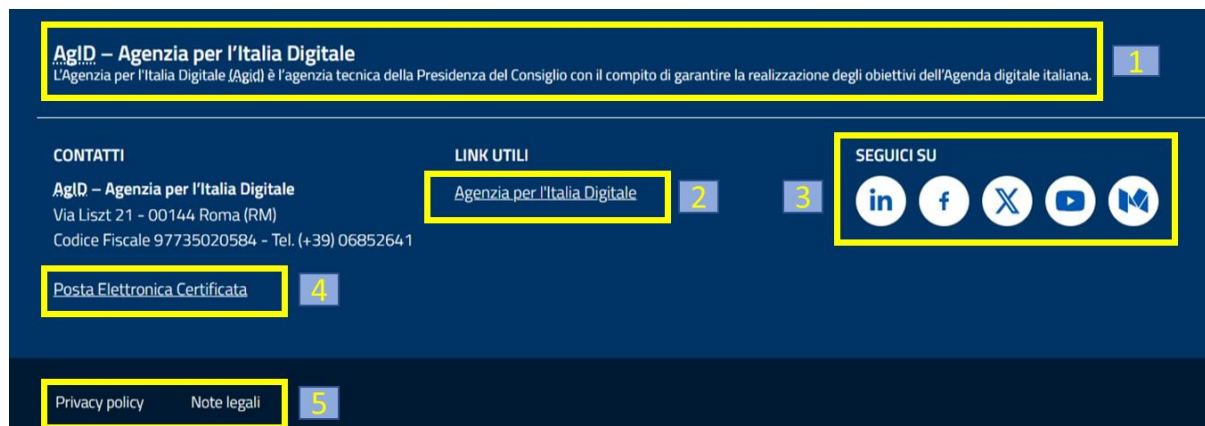 AgID – Agenzia per l'Italia Digitale
L'Agenzia per l'Italia Digitale (Agid) è l'agenzia tecnica della Presidenza del Consiglio con il compito di garantire la realizzazione degli obiettivi dell'Agenda digitale italiana.
1
CONTATTI
AgID – Agenzia per l'Italia Digitale
Via Liszt 21 - 00144 Roma (RM)
Codice Fiscale 97735020584 - Tel. (+39) 06852641
Posta Elettronica Certificata
4
LINK UTILI
Agenzia per l'Italia Digitale
2
3
SEGUICI SU
in f X
Privacy policy Note legali
5